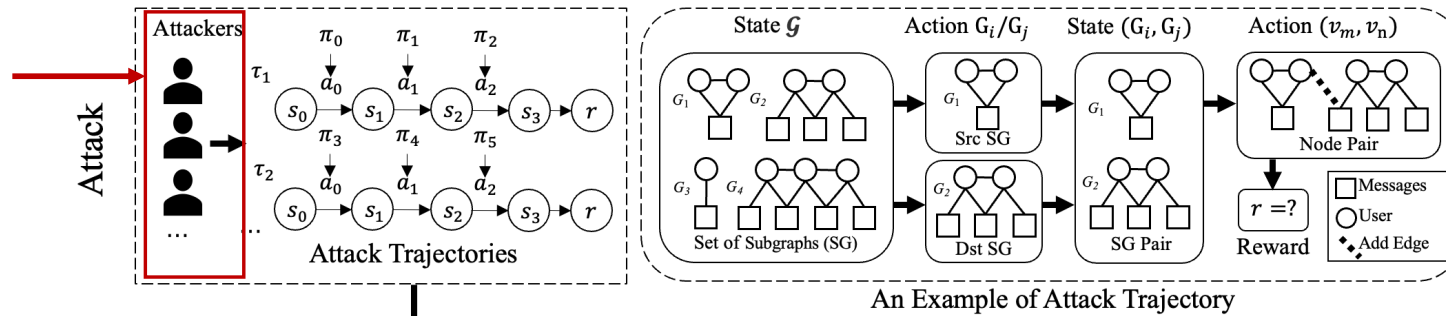 Attack
Attackers
...
τ₁
π₀ π₁ π₂
a₀ a₁ a₂
s₀ s₁ s₂ s₃ r
π₃ π₄ π₅
τ₂
a₀ a₁ a₂
s₀ s₁ s₂ s₃ r
...
Attack Trajectories
State 𝓖
G₁ G₂
G₃ G₄
Set of Subgraphs (SG)
Action Gᵢ/Gⱼ
G₁
Src SG
G₂
Dst SG
State (Gᵢ, Gⱼ)
G₁
G₂
SG Pair
Action (vₘ, vₙ)
Node Pair
r =?
Reward
Messages
User
Add Edge
An Example of Attack Trajectory